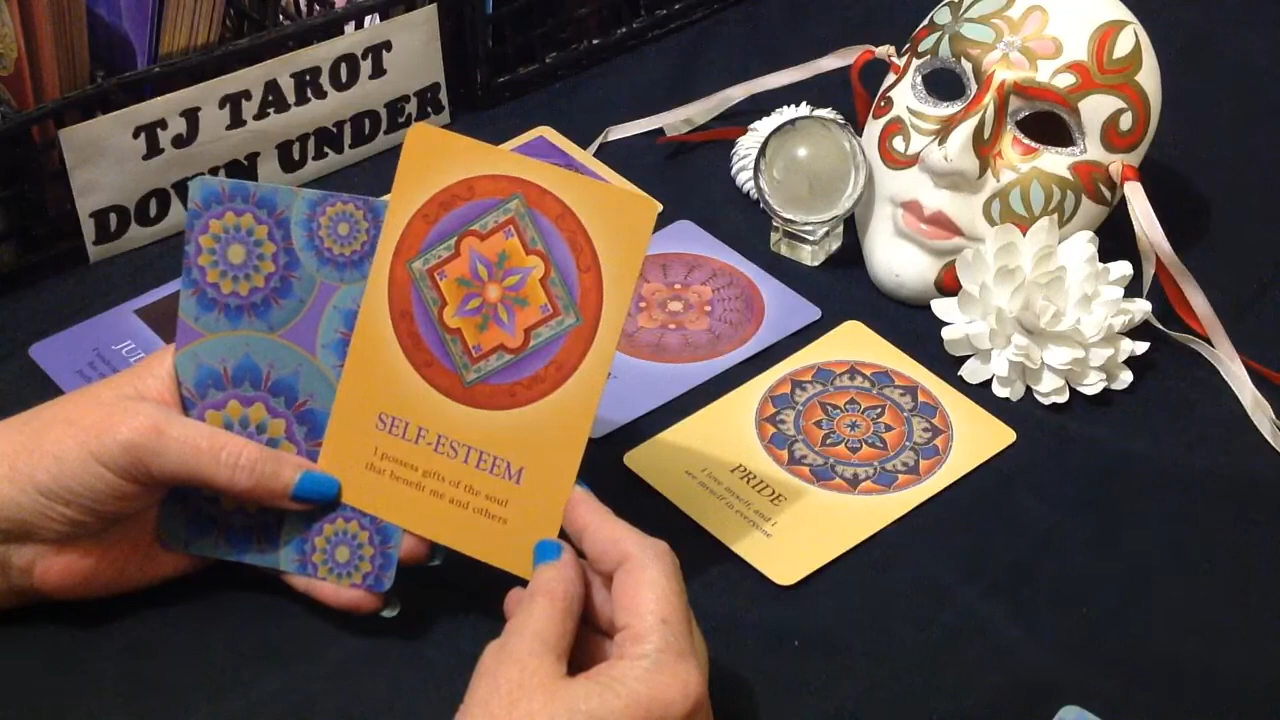 TJ TAROT
DOWN UNDER
SELF-ESTEEM
I possess gifts of the soul
that benefit me and others
PRIDE
I love myself, and I
see myself in everyone